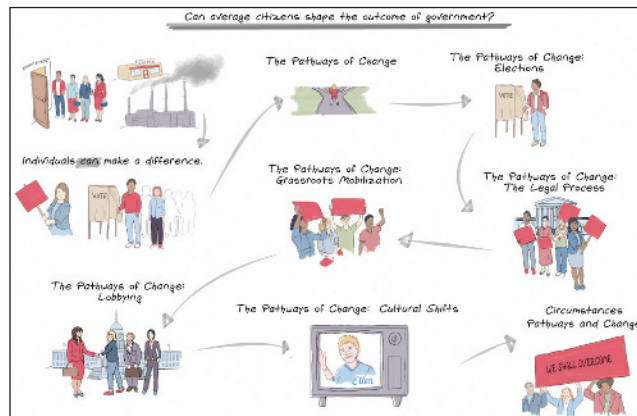 Can average citizens shape the outcome of government?
The Pathways of Change
The Pathways of Change:
Elections
VOTE
Individuals can make a difference.
VOTE
The Pathways of Change:
Grassroots Mobilization
The Pathways of Change:
The Legal Process
The Pathways of Change:
Lobbying
The Pathways of Change: Cultural Shifts
Ellen
Circumstances
Pathways and Change
WE SHALL OVERCOME